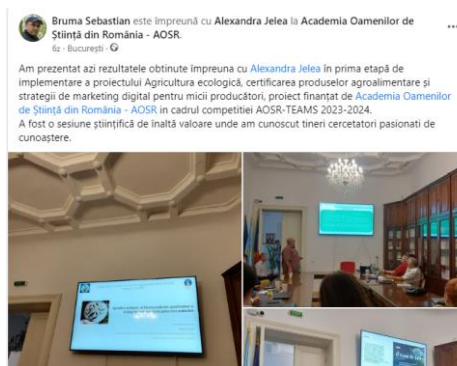 Bruma Sebastian este împreună cu Alexandra Jelea la Academia Oamenilor de
Știință din România - AOSR.
6z · București ·
Am prezentat azi rezultatele obtinute împreuna cu Alexandra Jelea în prima etapă de
implementare a proiectului Agricultura ecologică, certificarea produselor agroalimentare și
strategii de marketing digital pentru micii producători, proiect finanțat de Academia Oamenilor
de Știință din România - AOSR in cadrul competitiei AOSR-TEAMS 2023-2024.
A fost o sesiune științifică de înaltă valoare unde am cunoscut tineri cercetatori pasionati de
cunoaștere.